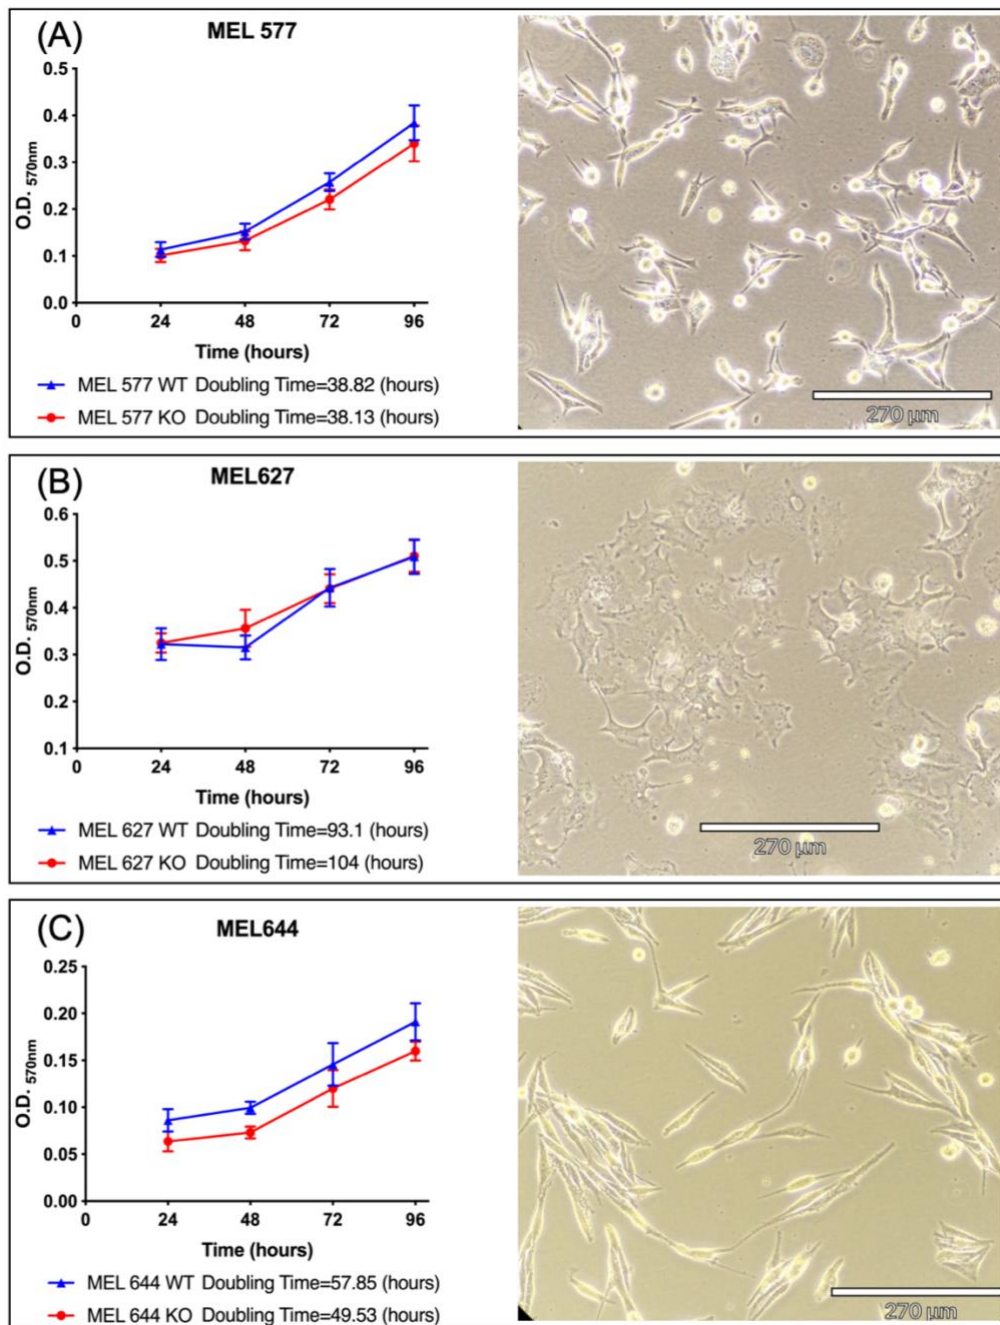 (A)
MEL 577
0.5
0.4
0.3
0.2
0.1
0.0
O.D. 570nm
0 24 48 72 96
Time (hours)
MEL 577 WT Doubling Time=38.82 (hours)
MEL 577 KO Doubling Time=38.13 (hours)
270 µm
(B)
MEL627
0.6
0.5
0.4
0.3
0.2
0.1
O.D. 570nm
0 24 48 72 96
Time (hours)
MEL 627 WT Doubling Time=93.1 (hours)
MEL 627 KO Doubling Time=104 (hours)
270 µm
(C)
MEL644
0.25
0.20
0.15
0.10
0.05
0.00
O.D. 570nm
0 24 48 72 96
Time (hours)
MEL 644 WT Doubling Time=57.85 (hours)
MEL 644 KO Doubling Time=49.53 (hours)
270 µm